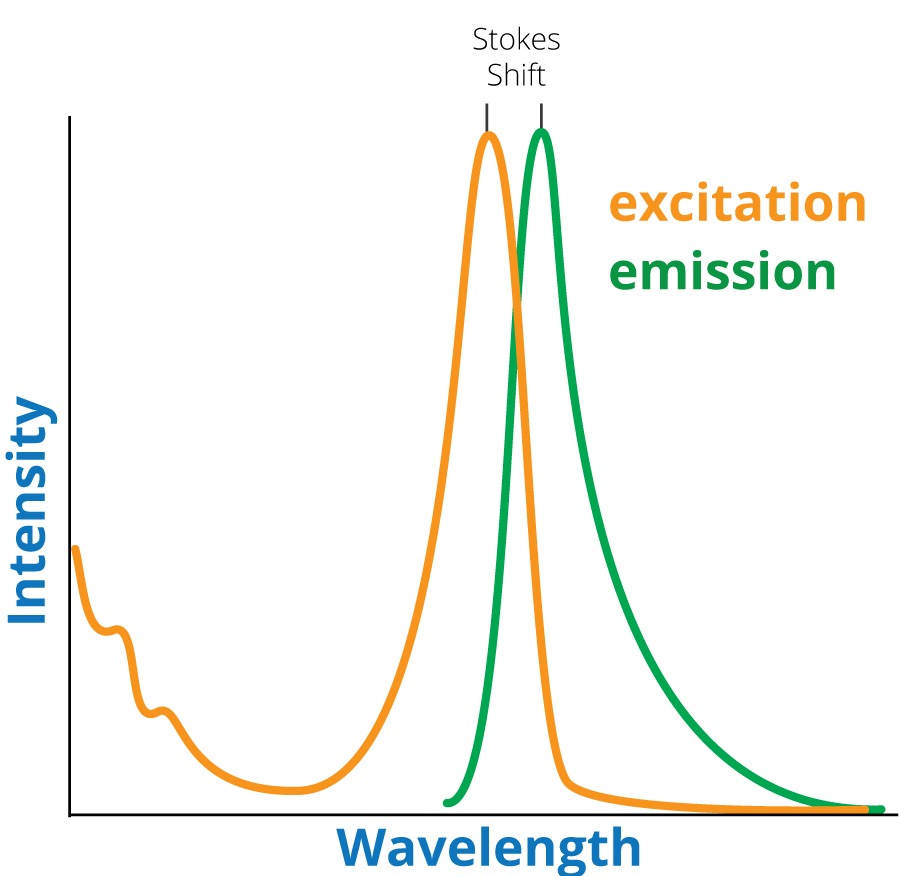 Stokes
Shift
excitation
emission
Intensity
Wavelength